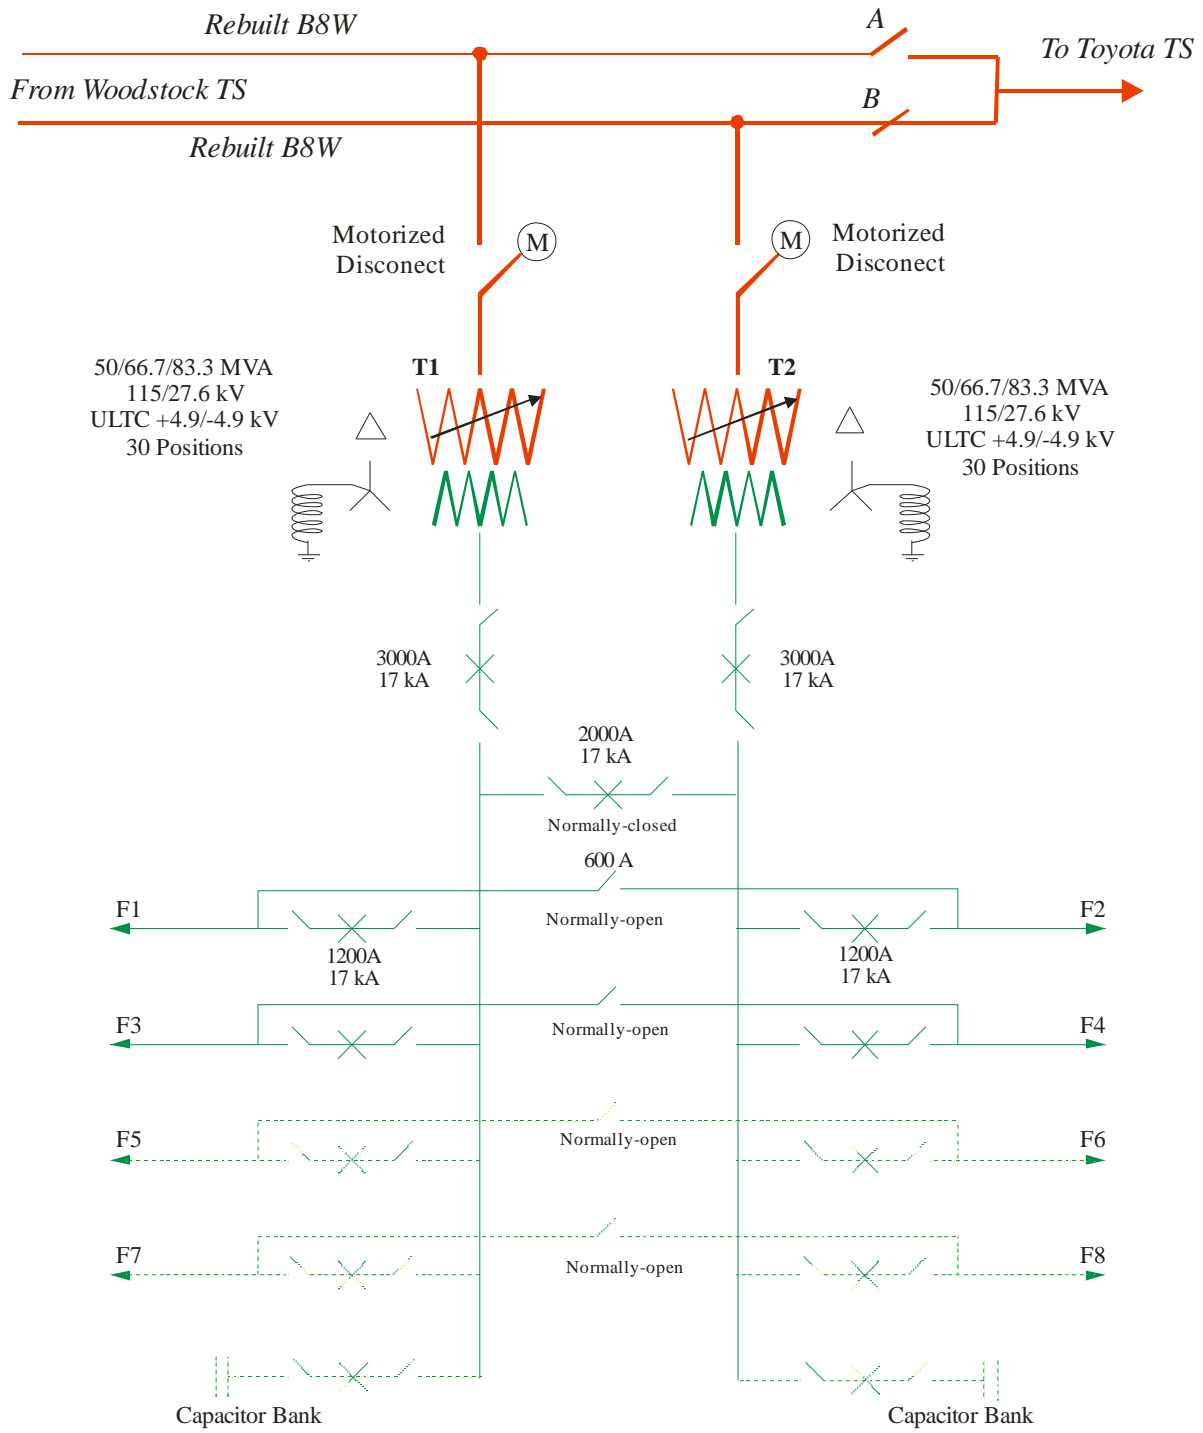 Rebuilt B8W
A
To Toyota TS
From Woodstock TS
B
Rebuilt B8W
Motorized
Disconect
M
M
Motorized
Disconect
50/66.7/83.3 MVA
115/27.6 kV
ULTC +4.9/-4.9 kV
30 Positions
T1
T2
50/66.7/83.3 MVA
115/27.6 kV
ULTC +4.9/-4.9 kV
30 Positions
3000A
17 kA
3000A
17 kA
2000A
17 kA
Normally-closed
600 A
F1
Normally-open
F2
1200A
17 kA
1200A
17 kA
F3
Normally-open
F4
F5
Normally-open
F6
F7
Normally-open
F8
Capacitor Bank
Capacitor Bank